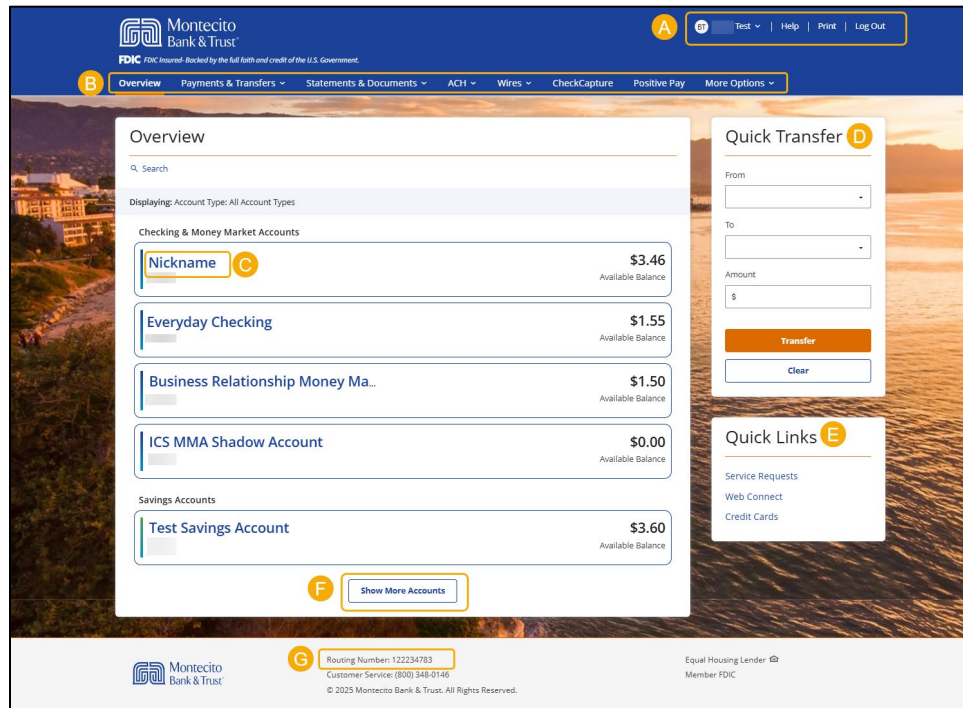 Montecito
Bank & Trust
A
BT Test | Help | Print | Log Out
FDIC FDIC Insured- Backed by the full faith and credit of the U.S. Government.
B
Overview Payments & Transfers Statements & Documents ACH Wires CheckCapture Positive Pay More Options
Overview
Search
Displaying: Account Type: All Account Types
Checking & Money Market Accounts
Nickname C $3.46
Available Balance
Everyday Checking $1.55
Available Balance
Business Relationship Money Ma... $1.50
Available Balance
ICS MMA Shadow Account $0.00
Available Balance
Savings Accounts
Test Savings Account $3.60
Available Balance
F Show More Accounts
Quick Transfer D
From
To
Amount
$
Transfer
Clear
Quick Links E
Service Requests
Web Connect
Credit Cards
Montecito
Bank & Trust
G Routing Number: 122234783
Customer Service: (800) 348-0146
© 2025 Montecito Bank & Trust. All Rights Reserved.
Equal Housing Lender
Member FDIC